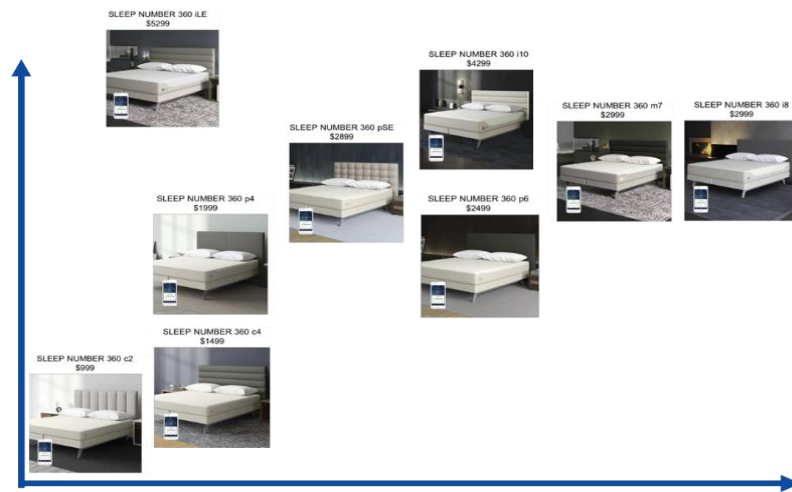 SLEEP NUMBER 360 iLE
$5299
SLEEP NUMBER 360 i10
$4299
SLEEP NUMBER 360 m7
$2999
SLEEP NUMBER 360 i8
$2999
SLEEP NUMBER 360 pSE
$2899
SLEEP NUMBER 360 p4
$1999
SLEEP NUMBER 360 p6
$2499
SLEEP NUMBER 360 c4
$1499
SLEEP NUMBER 360 c2
$999